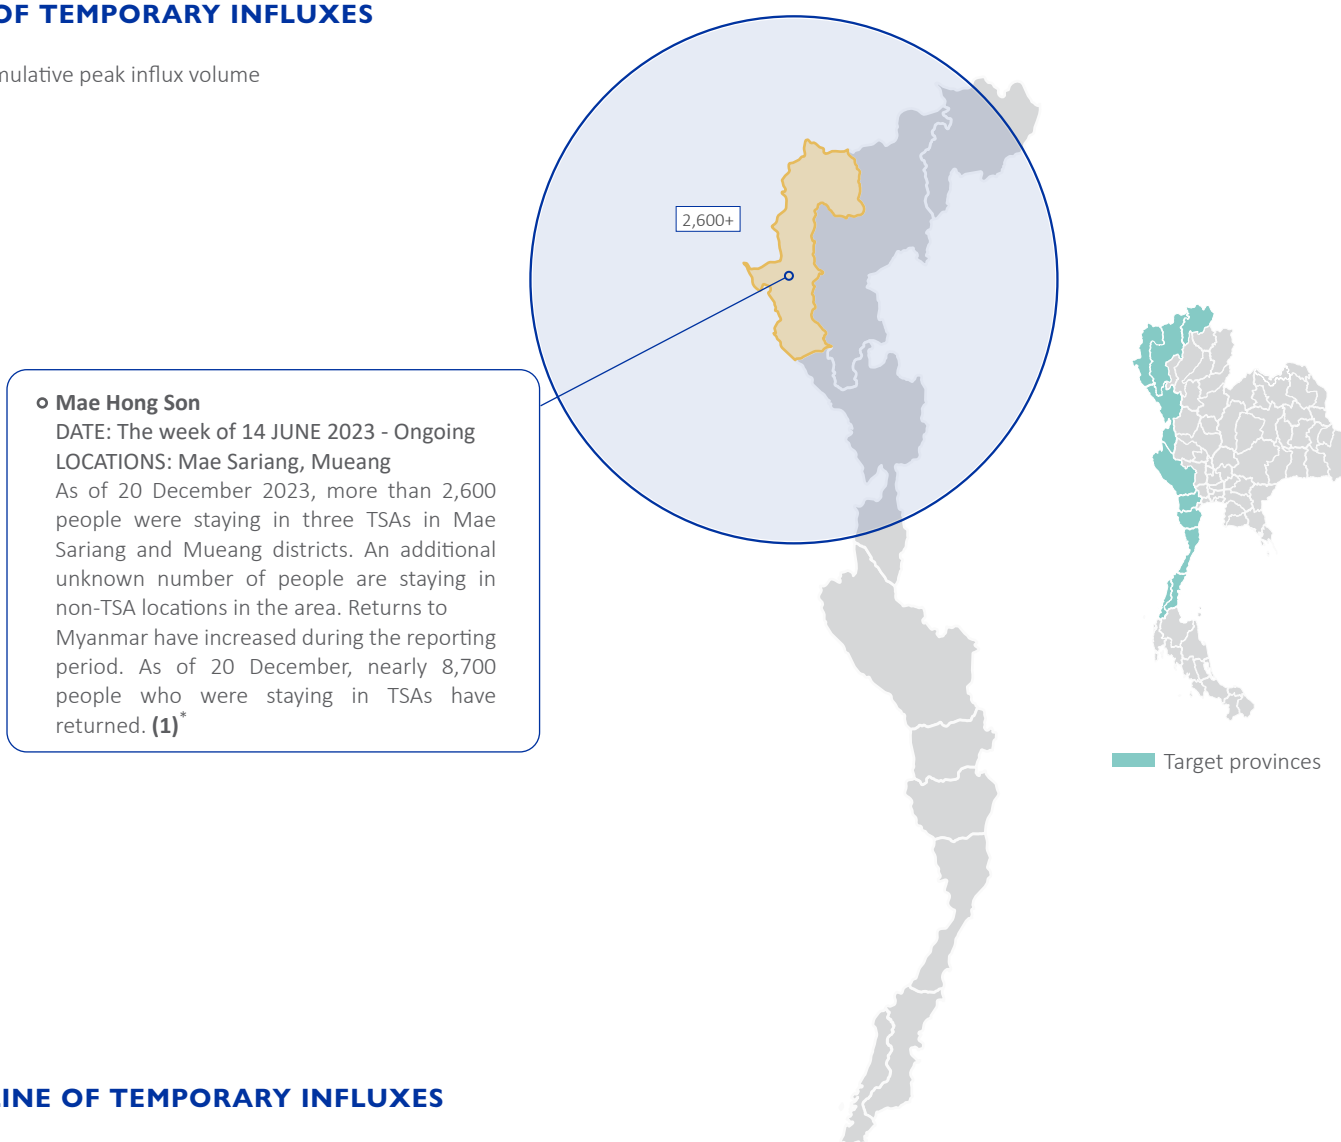 OF TEMPORARY INFLUXES
mulative peak influx volume
2,600+
Mae Hong Son
DATE: The week of 14 JUNE 2023 - Ongoing
LOCATIONS: Mae Sariang, Mueang
As of 20 December 2023, more than 2,600
people were staying in three TSAs in Mae
Sariang and Mueang districts. An additional
unknown number of people are staying in
non-TSA locations in the area. Returns to
Myanmar have increased during the reporting
period. As of 20 December, nearly 8,700
people who were staying in TSAs have
returned. (1)*
Target provinces
LINE OF TEMPORARY INFLUXES